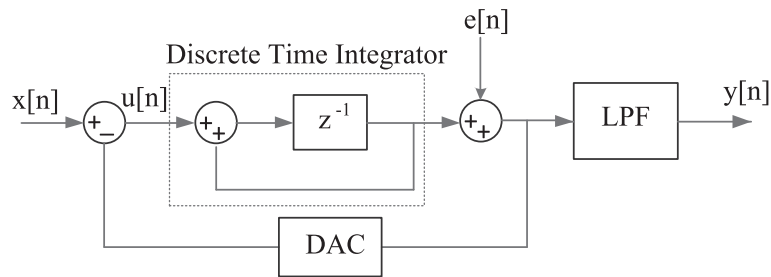 e[n]
Discrete Time Integrator
x[n]
u[n]
y[n]
+
−
+
+
z⁻¹
+
+
LPF
DAC